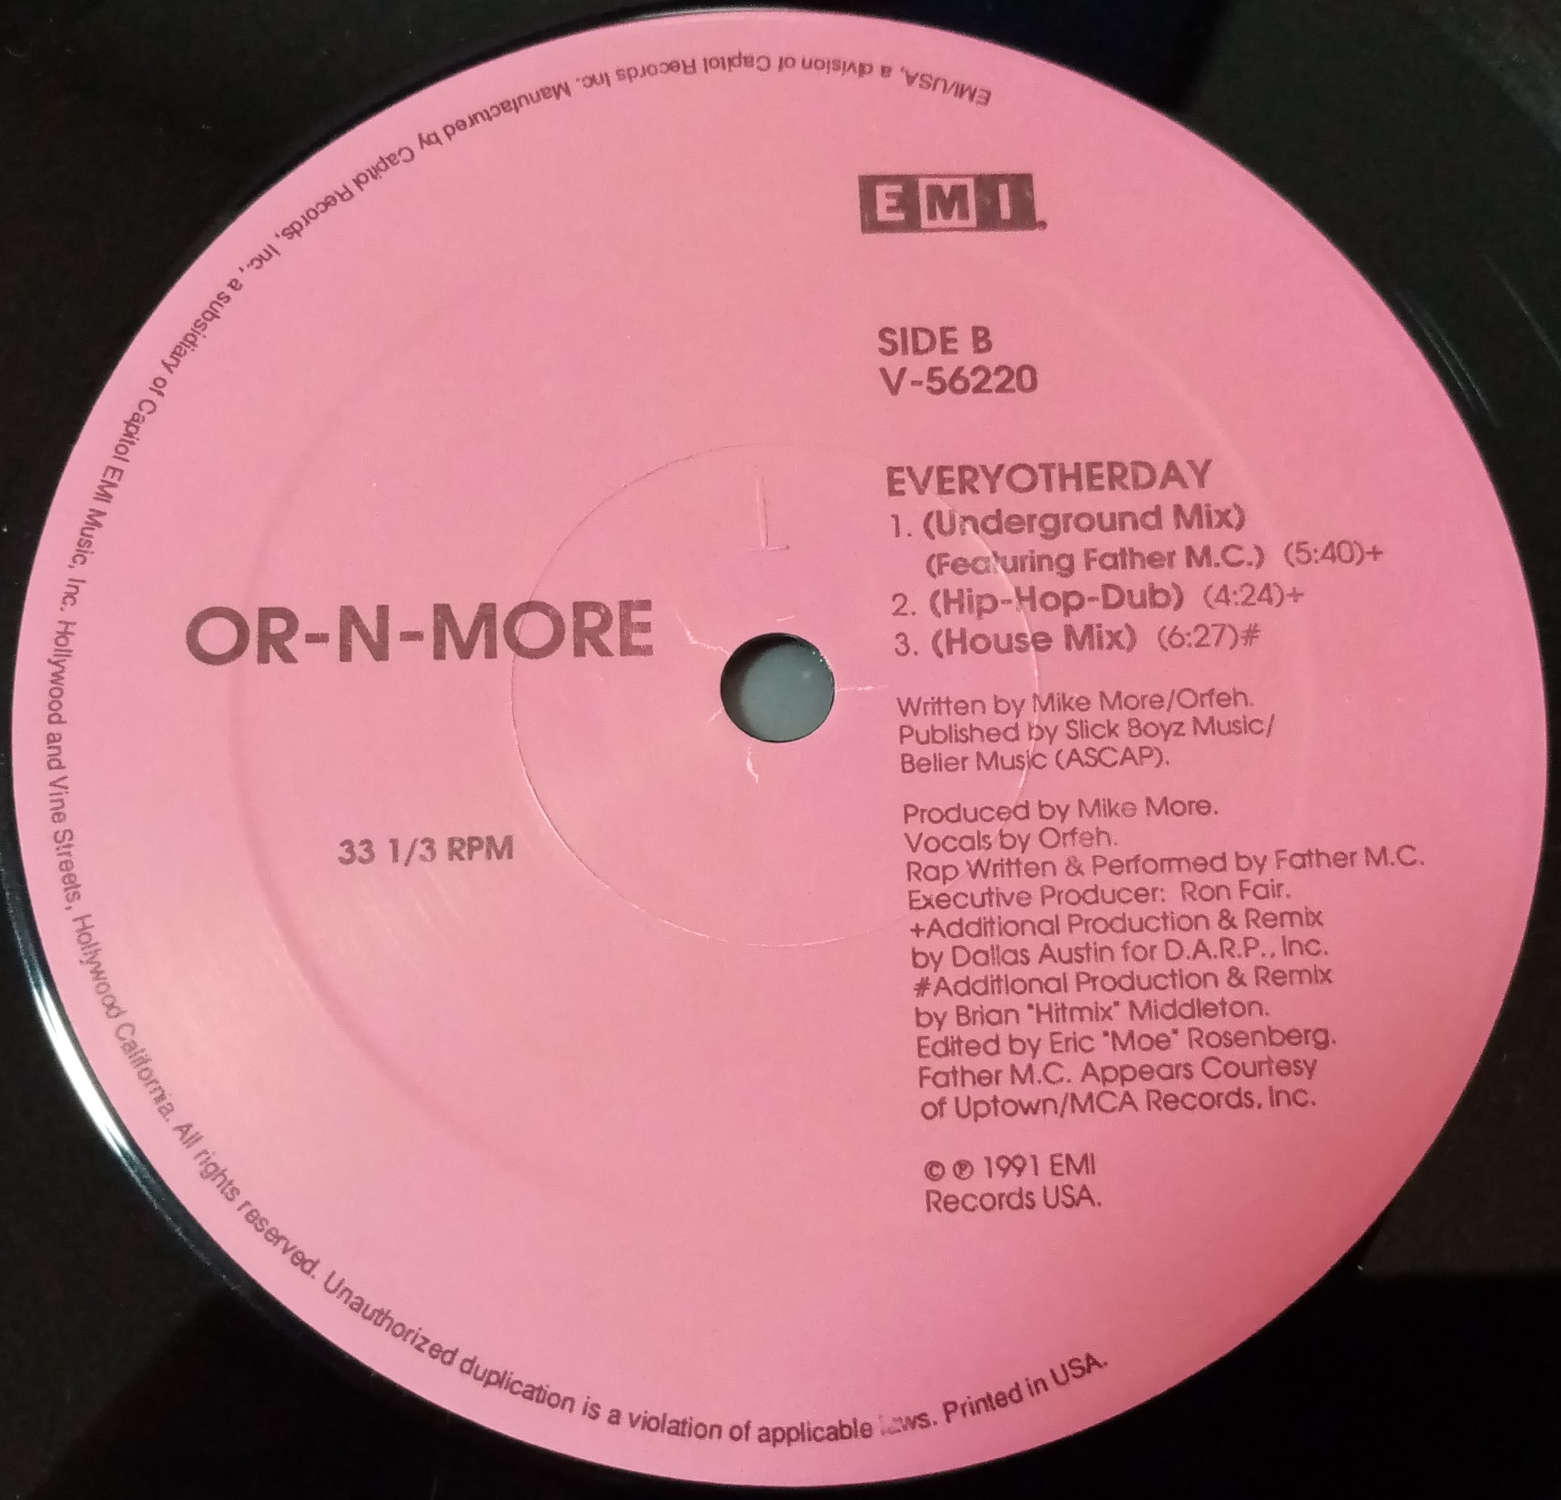 EMI
SIDE B
V-56220
EVERYOTHERDAY
1. (Underground Mix)
(Featuring Father M.C.) (5:40)+
2. (Hip-Hop-Dub) (4:24)+
3. (House Mix) (6:27)#
OR-N-MORE
33 1/3 RPM
Written by Mike More/Orfeh.
Published by Slick Boyz Music/
Belier Music (ASCAP).
Produced by Mike More.
Vocals by Orfeh.
Rap Written & Performed by Father M.C.
Executive Producer: Ron Fair.
+Additional Production & Remix
by Dallas Austin for D.A.R.P., Inc.
#Additional Production & Remix
by Brian "Hitmix" Middleton.
Edited by Eric "Moe" Rosenberg.
Father M.C. Appears Courtesy
of Uptown/MCA Records, Inc.
© ℗ 1991 EMI
Records USA.
EMI/USA, a division of Capitol Records Inc. Manufactured by Capitol Records, Inc., a subsidiary of Capitol EMI Music, Inc. Hollywood and Vine Streets, Hollywood California. All rights reserved. Unauthorized duplication is a violation of applicable laws. Printed in USA.